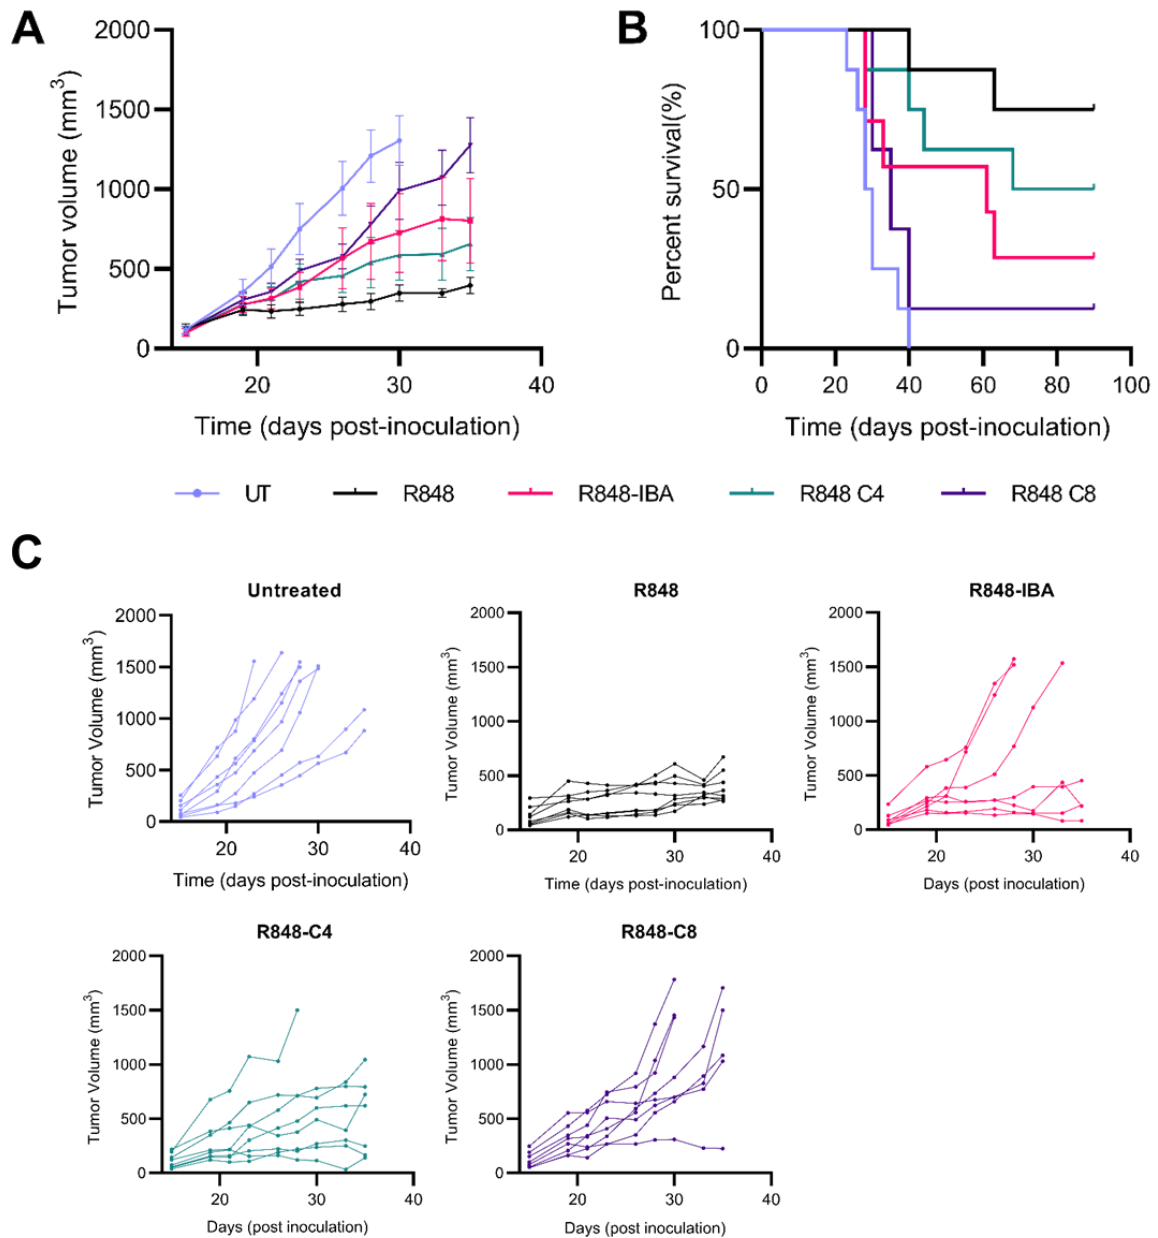 A
2000
1500
1000
500
0
Tumor volume (mm3)
20
30
40
Time (days post-inoculation)
B
100
50
0
Percent survival(%)
0
20
40
60
80
100
Time (days post-inoculation)
UT
R848
R848-IBA
R848 C4
R848 C8
C
Untreated
2000
1500
1000
500
0
Tumor Volume (mm3)
20
30
40
Time (days post-inoculation)
R848
2000
1500
1000
500
0
Tumor Volume (mm3)
20
30
40
Time (days post-inoculation)
R848-IBA
2000
1500
1000
500
0
Tumor Volume (mm3)
20
30
40
Days (post inoculation)
R848-C4
2000
1500
1000
500
0
Tumor Volume (mm3)
20
30
40
Days (post inoculation)
R848-C8
2000
1500
1000
500
0
Tumor Volume (mm3)
20
30
40
Days (post inoculation)